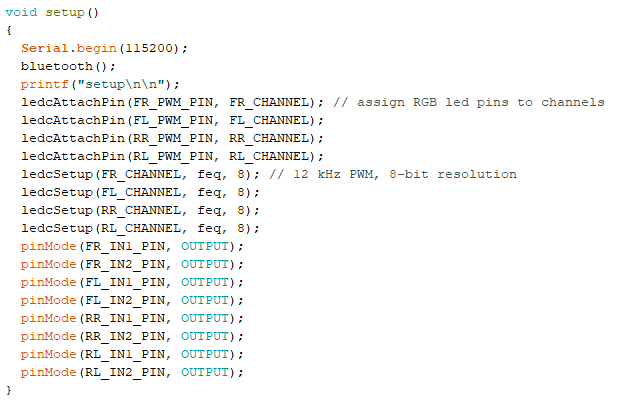 void setup()
{
  Serial.begin(115200);
  bluetooth();
  printf("setup\n\n");
  ledcAttachPin(FR_PWM_PIN, FR_CHANNEL); // assign RGB led pins to channels
  ledcAttachPin(FL_PWM_PIN, FL_CHANNEL);
  ledcAttachPin(RR_PWM_PIN, RR_CHANNEL);
  ledcAttachPin(RL_PWM_PIN, RL_CHANNEL);
  ledcSetup(FR_CHANNEL, feq, 8); // 12 kHz PWM, 8-bit resolution
  ledcSetup(FL_CHANNEL, feq, 8);
  ledcSetup(RR_CHANNEL, feq, 8);
  ledcSetup(RL_CHANNEL, feq, 8);
  pinMode(FR_IN1_PIN, OUTPUT);
  pinMode(FR_IN2_PIN, OUTPUT);
  pinMode(FL_IN1_PIN, OUTPUT);
  pinMode(FL_IN2_PIN, OUTPUT);
  pinMode(RR_IN1_PIN, OUTPUT);
  pinMode(RR_IN2_PIN, OUTPUT);
  pinMode(RL_IN1_PIN, OUTPUT);
  pinMode(RL_IN2_PIN, OUTPUT);
}